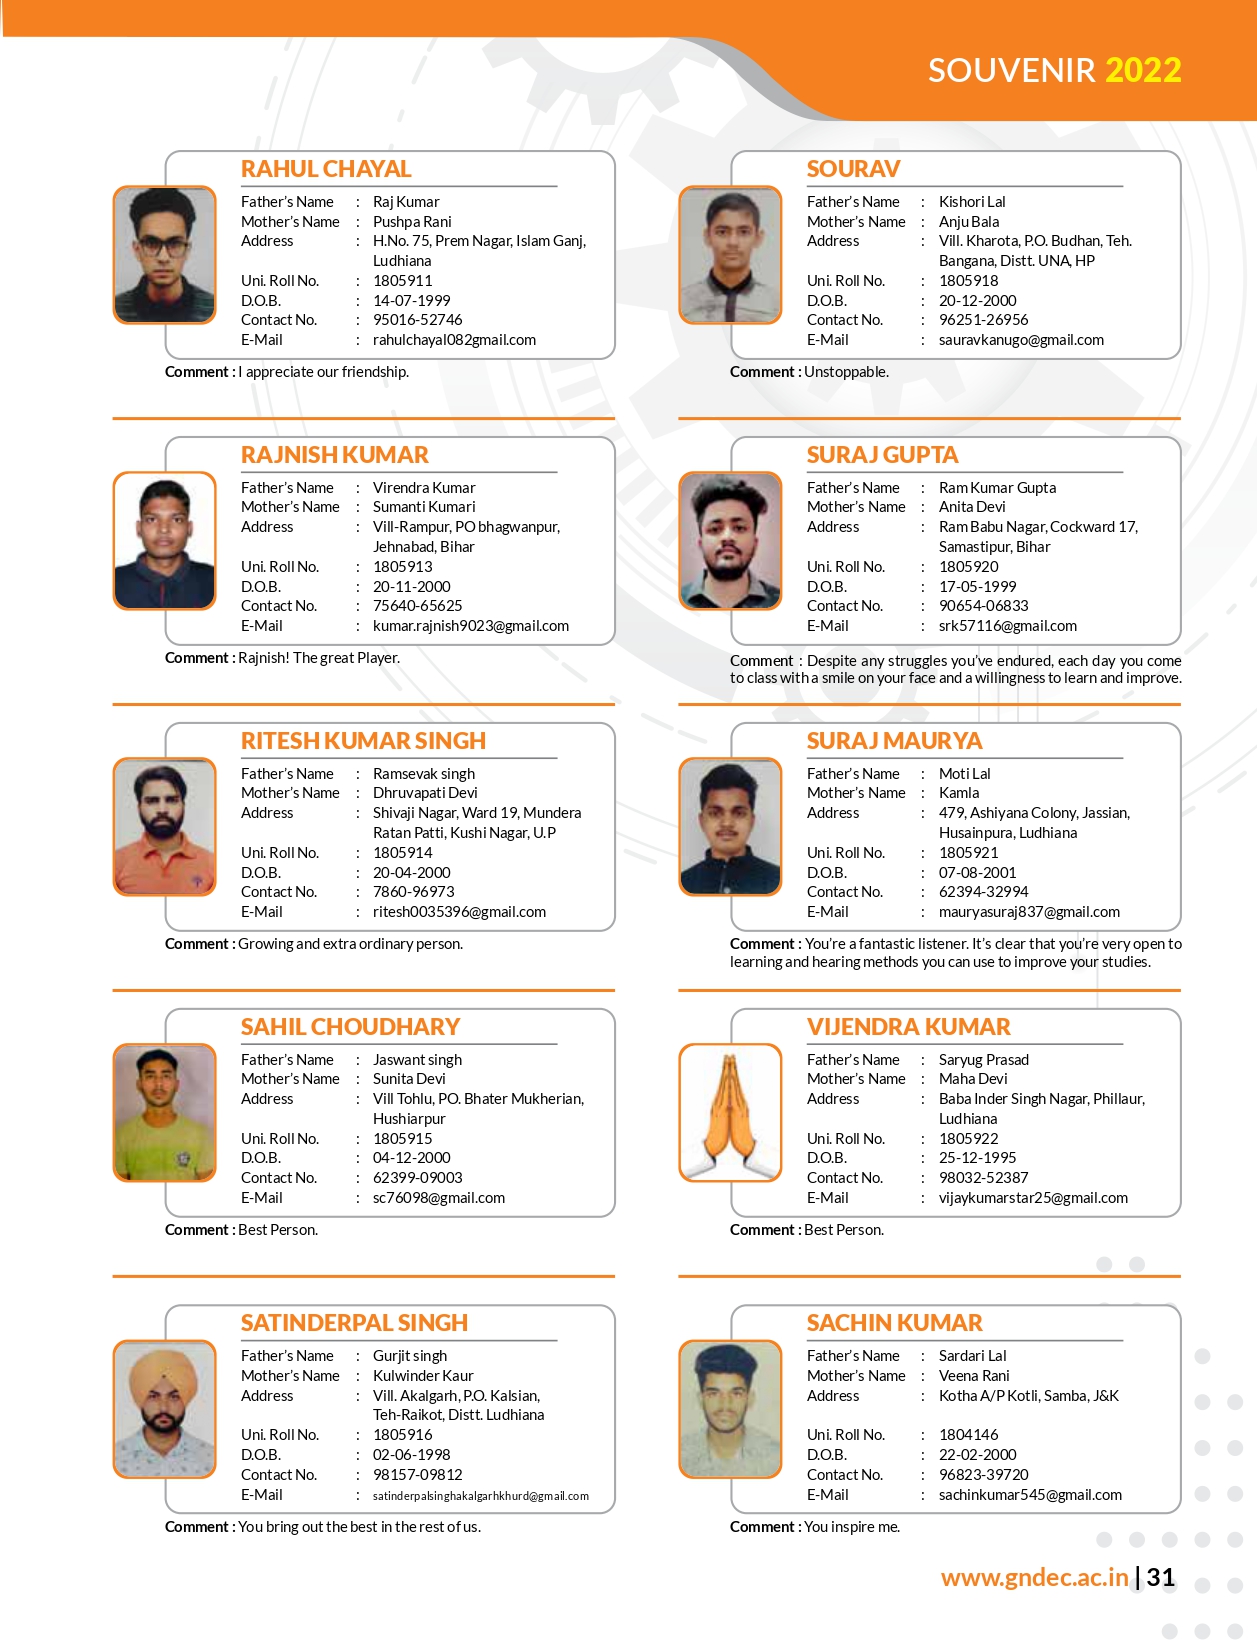 SOUVENIR 2022
RAHUL CHAYAL
Father's Name : Raj Kumar
Mother's Name : Pushpa Rani
Address : H.No. 75, Prem Nagar, Islam Ganj,
Ludhiana
Uni. Roll No. : 1805911
D.O.B. : 14-07-1999
Contact No. : 95016-52746
E-Mail : rahulchayal082gmail.com
Comment : I appreciate our friendship.
RAJNISH KUMAR
Father's Name : Virendra Kumar
Mother's Name : Sumanti Kumari
Address : Vill-Rampur, PO bhagwanpur,
Jehnabad, Bihar
Uni. Roll No. : 1805913
D.O.B. : 20-11-2000
Contact No. : 75640-65625
E-Mail : kumar.rajnish9023@gmail.com
Comment : Rajnish! The great Player.
RITESH KUMAR SINGH
Father's Name : Ramsevak singh
Mother's Name : Dhruvapati Devi
Address : Shivaji Nagar, Ward 19, Mundera
Ratan Patti, Kushi Nagar, U.P
Uni. Roll No. : 1805914
D.O.B. : 20-04-2000
Contact No. : 7860-96973
E-Mail : ritesh0035396@gmail.com
Comment : Growing and extra ordinary person.
SAHIL CHOUDHARY
Father's Name : Jaswant singh
Mother's Name : Sunita Devi
Address : Vill Tohlu, PO. Bhater Mukherian,
Hushiarpur
Uni. Roll No. : 1805915
D.O.B. : 04-12-2000
Contact No. : 62399-09003
E-Mail : sc76098@gmail.com
Comment : Best Person.
SATINDERPAL SINGH
Father's Name : Gurjit singh
Mother's Name : Kulwinder Kaur
Address : Vill. Akalgarh, P.O. Kalsian,
Teh-Raikot, Distt. Ludhiana
Uni. Roll No. : 1805916
D.O.B. : 02-06-1998
Contact No. : 98157-09812
E-Mail : satinderpalsinghakalgarhkhurd@gmail.com
Comment : You bring out the best in the rest of us.
SOURAV
Father's Name : Kishori Lal
Mother's Name : Anju Bala
Address : Vill. Kharota, P.O. Budhan, Teh.
Bangana, Distt. UNA, HP
Uni. Roll No. : 1805918
D.O.B. : 20-12-2000
Contact No. : 96251-26956
E-Mail : sauravkanugo@gmail.com
Comment : Unstoppable.
SURAJ GUPTA
Father's Name : Ram Kumar Gupta
Mother's Name : Anita Devi
Address : Ram Babu Nagar, Cockward 17,
Samastipur, Bihar
Uni. Roll No. : 1805920
D.O.B. : 17-05-1999
Contact No. : 90654-06833
E-Mail : srk57116@gmail.com
Comment : Despite any struggles you've endured, each day you come
to class with a smile on your face and a willingness to learn and improve.
SURAJ MAURYA
Father's Name : Moti Lal
Mother's Name : Kamla
Address : 479, Ashiyana Colony, Jassian,
Husainpura, Ludhiana
Uni. Roll No. : 1805921
D.O.B. : 07-08-2001
Contact No. : 62394-32994
E-Mail : mauryasuraj837@gmail.com
Comment : You're a fantastic listener. It's clear that you're very open to
learning and hearing methods you can use to improve your studies.
VIJENDRA KUMAR
Father's Name : Saryug Prasad
Mother's Name : Maha Devi
Address : Baba Inder Singh Nagar, Phillaur,
Ludhiana
Uni. Roll No. : 1805922
D.O.B. : 25-12-1995
Contact No. : 98032-52387
E-Mail : vijaykumarstar25@gmail.com
Comment : Best Person.
SACHIN KUMAR
Father's Name : Sardari Lal
Mother's Name : Veena Rani
Address : Kotha A/P Kotli, Samba, J&K
Uni. Roll No. : 1804146
D.O.B. : 22-02-2000
Contact No. : 96823-39720
E-Mail : sachinkumar545@gmail.com
Comment : You inspire me.
www.gndec.ac.in | 31